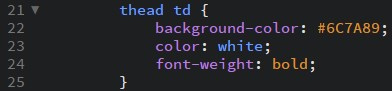 21 ▼ thead td {
22 background-color: #6C7A89;
23 color: white;
24 font-weight: bold;
25 }